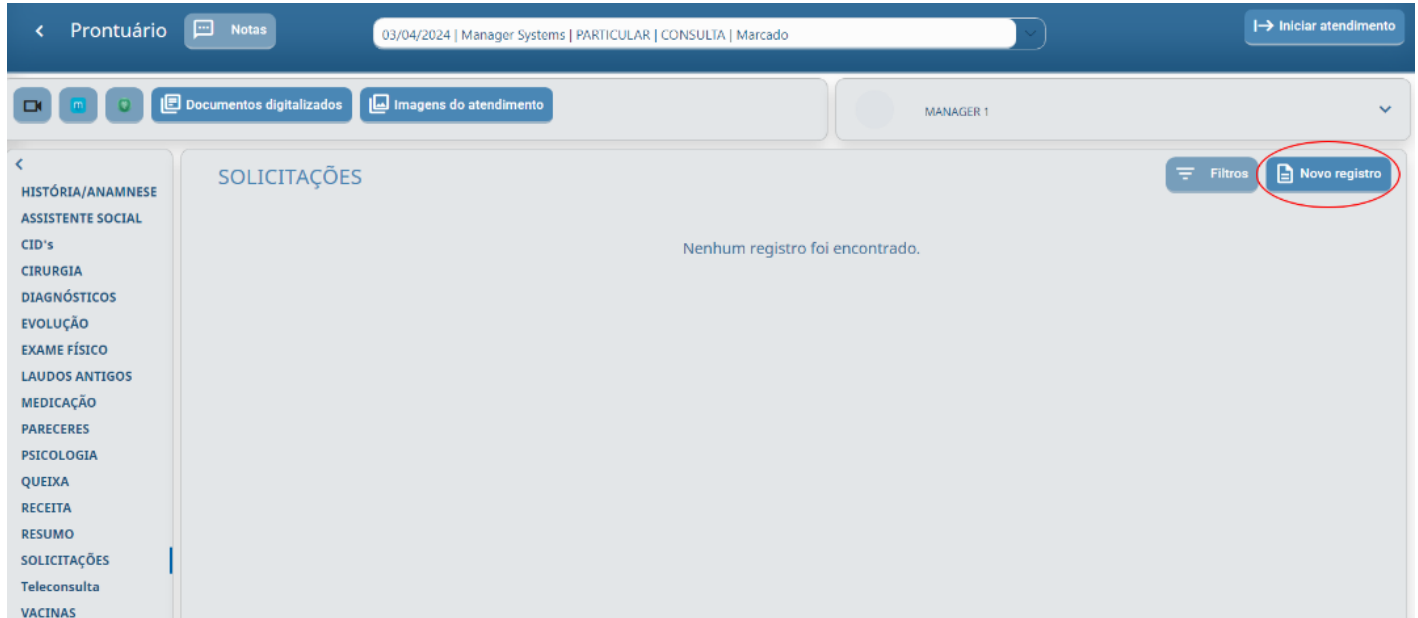 Prontuário
Notas
03/04/2024 | Manager Systems | PARTICULAR | CONSULTA | Marcado
Iniciar atendimento
m
Documentos digitalizados
Imagens do atendimento
MANAGER 1
HISTÓRIA/ANAMNESE
ASSISTENTE SOCIAL
CID's
CIRURGIA
DIAGNÓSTICOS
EVOLUÇÃO
EXAME FÍSICO
LAUDOS ANTIGOS
MEDICAÇÃO
PARECERES
PSICOLOGIA
QUEIXA
RECEITA
RESUMO
SOLICITAÇÕES
Teleconsulta
VACINAS
SOLICITAÇÕES
Filtros
Novo registro
Nenhum registro foi encontrado.